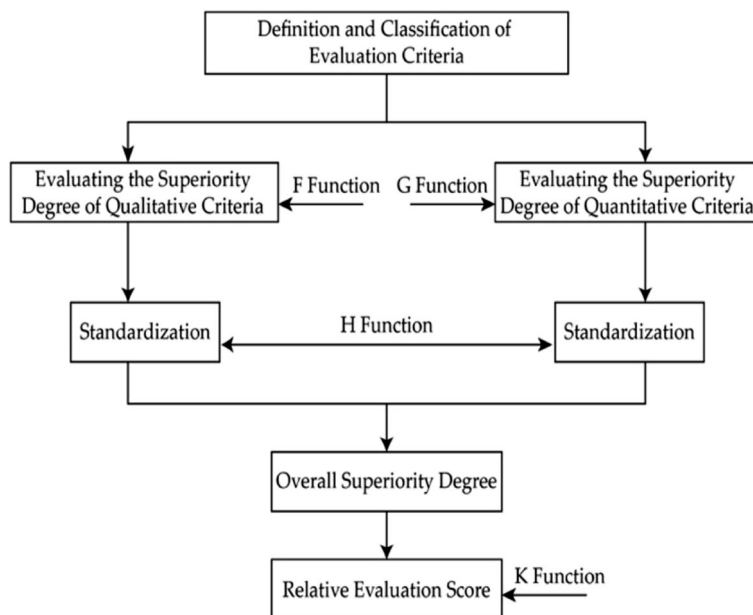 Definition and Classification of
Evaluation Criteria
Evaluating the Superiority
Degree of Qualitative Criteria
F Function
G Function
Evaluating the Superiority
Degree of Quantitative Criteria
Standardization
H Function
Standardization
Overall Superiority Degree
Relative Evaluation Score
K Function